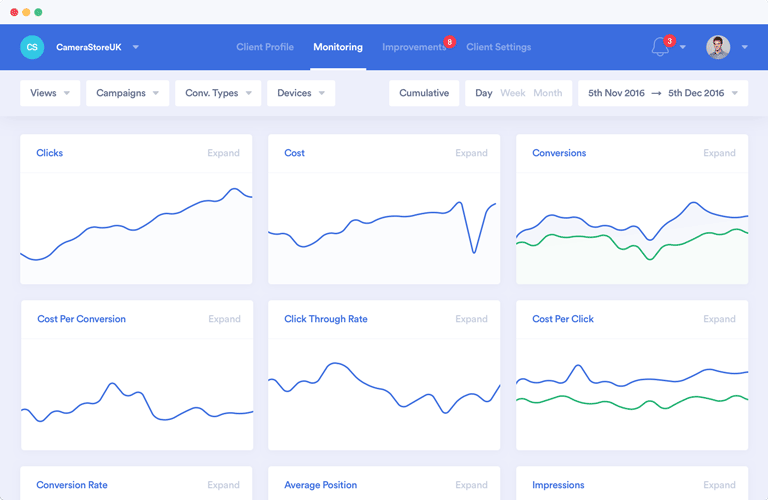 CS CameraStoreUK Client Profile Monitoring Improvements 8 Client Settings 3
Views Campaigns Conv. Types Devices Cumulative Day Week Month 5th Nov 2016 → 5th Dec 2016
Clicks Expand Cost Expand Conversions Expand
Cost Per Conversion Expand Click Through Rate Expand Cost Per Click Expand
Conversion Rate Expand Average Position Expand Impressions Expand